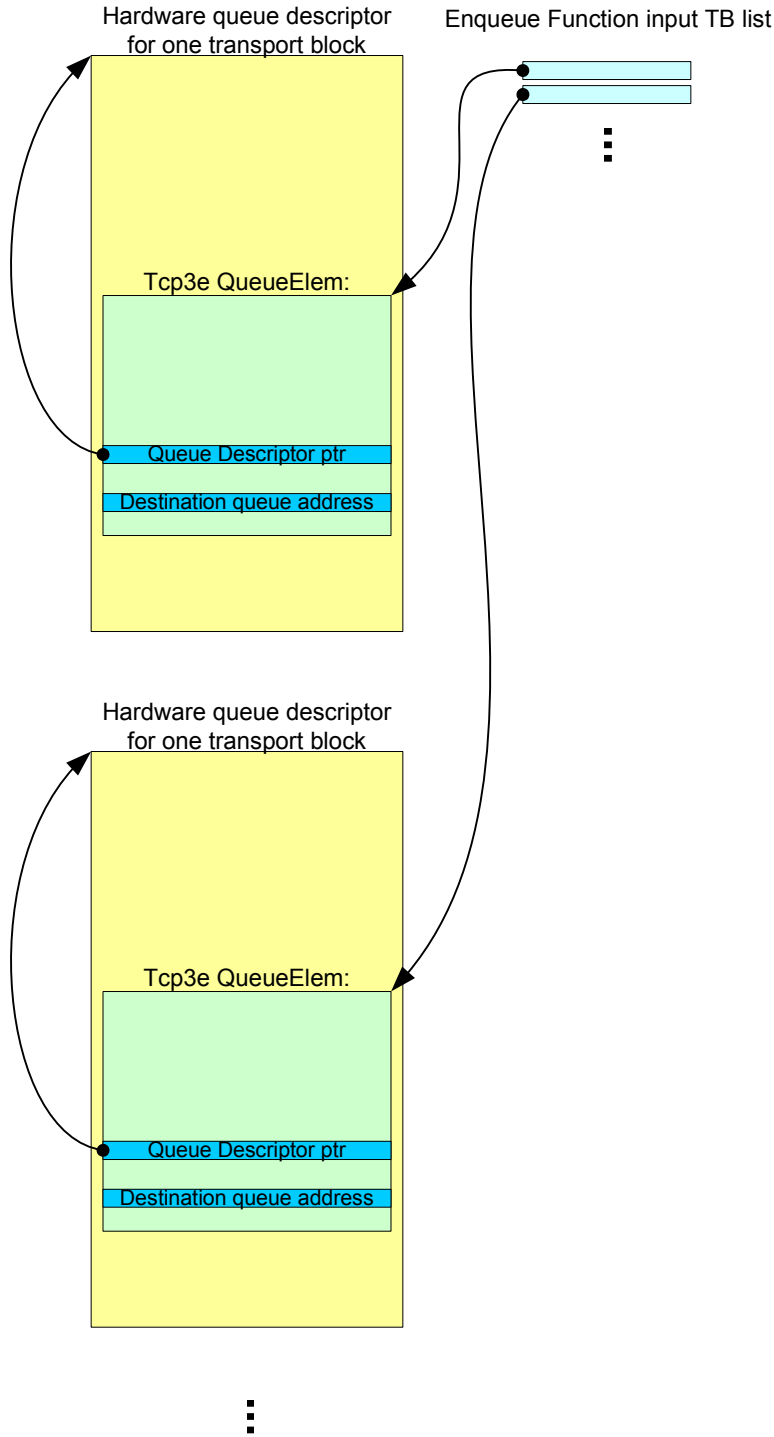 Hardware queue descriptor
for one transport block
Enqueue Function input TB list
Tcp3e QueueElem:
Queue Descriptor ptr
Destination queue address
Hardware queue descriptor
for one transport block
Tcp3e QueueElem:
Queue Descriptor ptr
Destination queue address